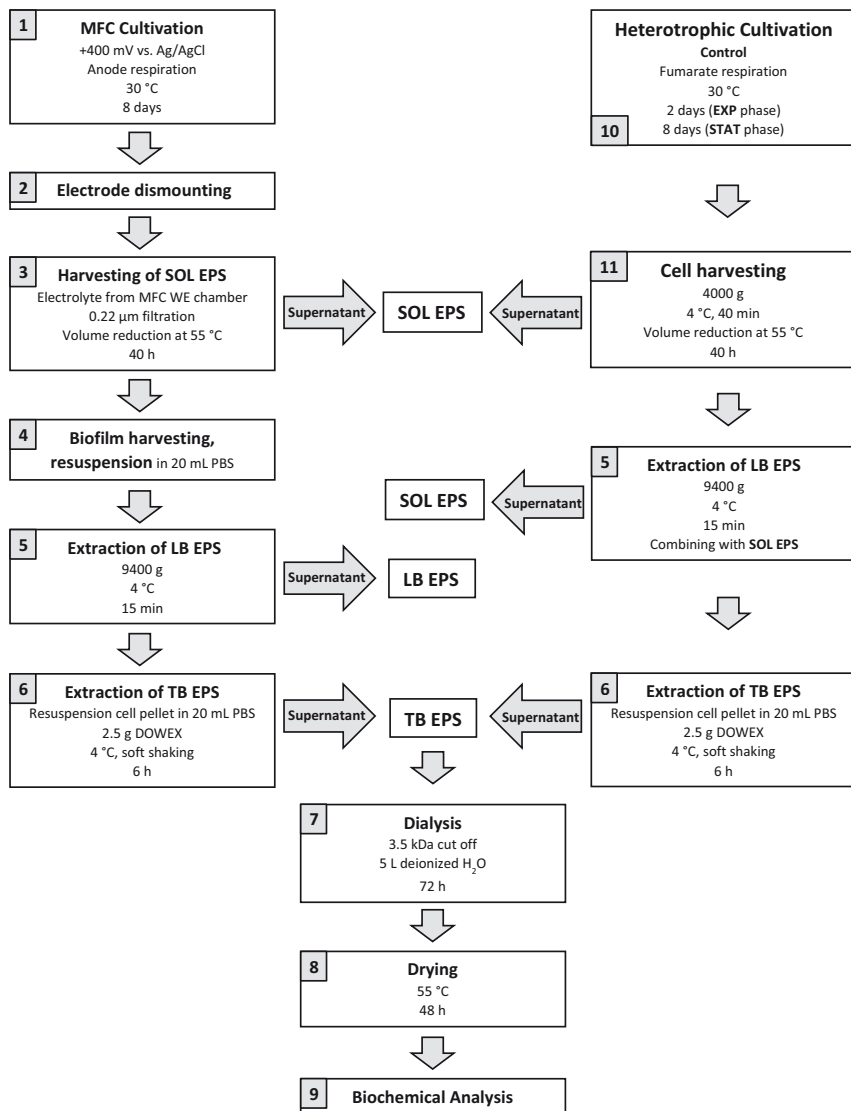 1
MFC Cultivation
+400 mV vs. Ag/AgCl
Anode respiration
30 °C
8 days
2
Electrode dismounting
3
Harvesting of SOL EPS
Electrolyte from MFC WE chamber
0.22 µm filtration
Volume reduction at 55 °C
40 h
Supernatant
SOL EPS
4
Biofilm harvesting,
resuspension in 20 mL PBS
5
Extraction of LB EPS
9400 g
4 °C
15 min
Supernatant
LB EPS
6
Extraction of TB EPS
Resuspension cell pellet in 20 mL PBS
2.5 g DOWEX
4 °C, soft shaking
6 h
Supernatant
TB EPS
Heterotrophic Cultivation
Control
Fumarate respiration
30 °C
2 days (EXP phase)
8 days (STAT phase)
10
11
Cell harvesting
4000 g
4 °C, 40 min
Volume reduction at 55 °C
40 h
Supernatant
5
Extraction of LB EPS
9400 g
4 °C
15 min
Combining with SOL EPS
Supernatant
SOL EPS
6
Extraction of TB EPS
Resuspension cell pellet in 20 mL PBS
2.5 g DOWEX
4 °C, soft shaking
6 h
Supernatant
7
Dialysis
3.5 kDa cut off
5 L deionized H2O
72 h
8
Drying
55 °C
48 h
9
Biochemical Analysis